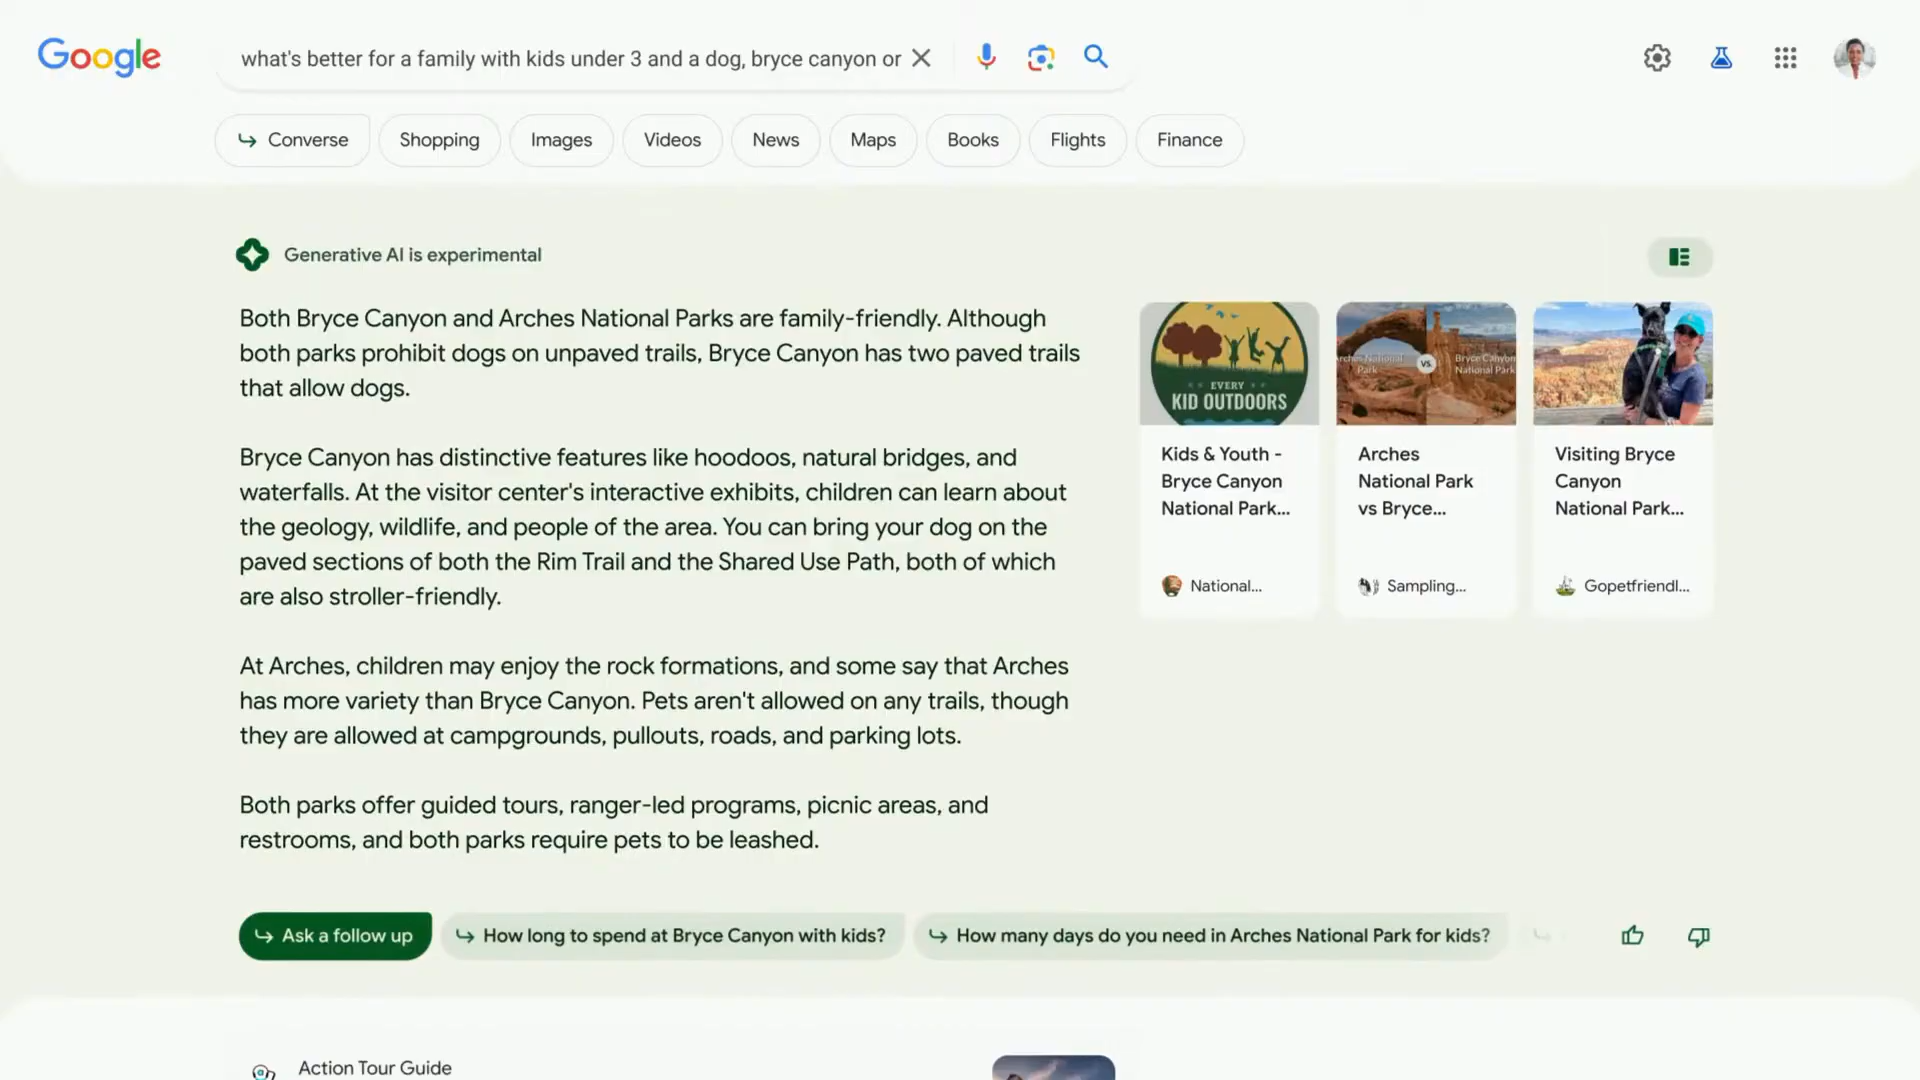 Google
what's better for a family with kids under 3 and a dog, bryce canyon or
Converse
Shopping
Images
Videos
News
Maps
Books
Flights
Finance
Generative AI is experimental
Both Bryce Canyon and Arches National Parks are family-friendly. Although
both parks prohibit dogs on unpaved trails, Bryce Canyon has two paved trails
that allow dogs.
Bryce Canyon has distinctive features like hoodoos, natural bridges, and
waterfalls. At the visitor center's interactive exhibits, children can learn about
the geology, wildlife, and people of the area. You can bring your dog on the
paved sections of both the Rim Trail and the Shared Use Path, both of which
are also stroller-friendly.
At Arches, children may enjoy the rock formations, and some say that Arches
has more variety than Bryce Canyon. Pets aren't allowed on any trails, though
they are allowed at campgrounds, pullouts, roads, and parking lots.
Both parks offer guided tours, ranger-led programs, picnic areas, and
restrooms, and both parks require pets to be leashed.
EVERY
KID OUTDOORS
Kids & Youth -
Bryce Canyon
National Park...
National...
Arches National
Park
VS
Bryce Canyon
National Park
Arches
National Park
vs Bryce...
Sampling...
Visiting Bryce
Canyon
National Park...
Gopetfriendl...
Ask a follow up
How long to spend at Bryce Canyon with kids?
How many days do you need in Arches National Park for kids?
Action Tour Guide